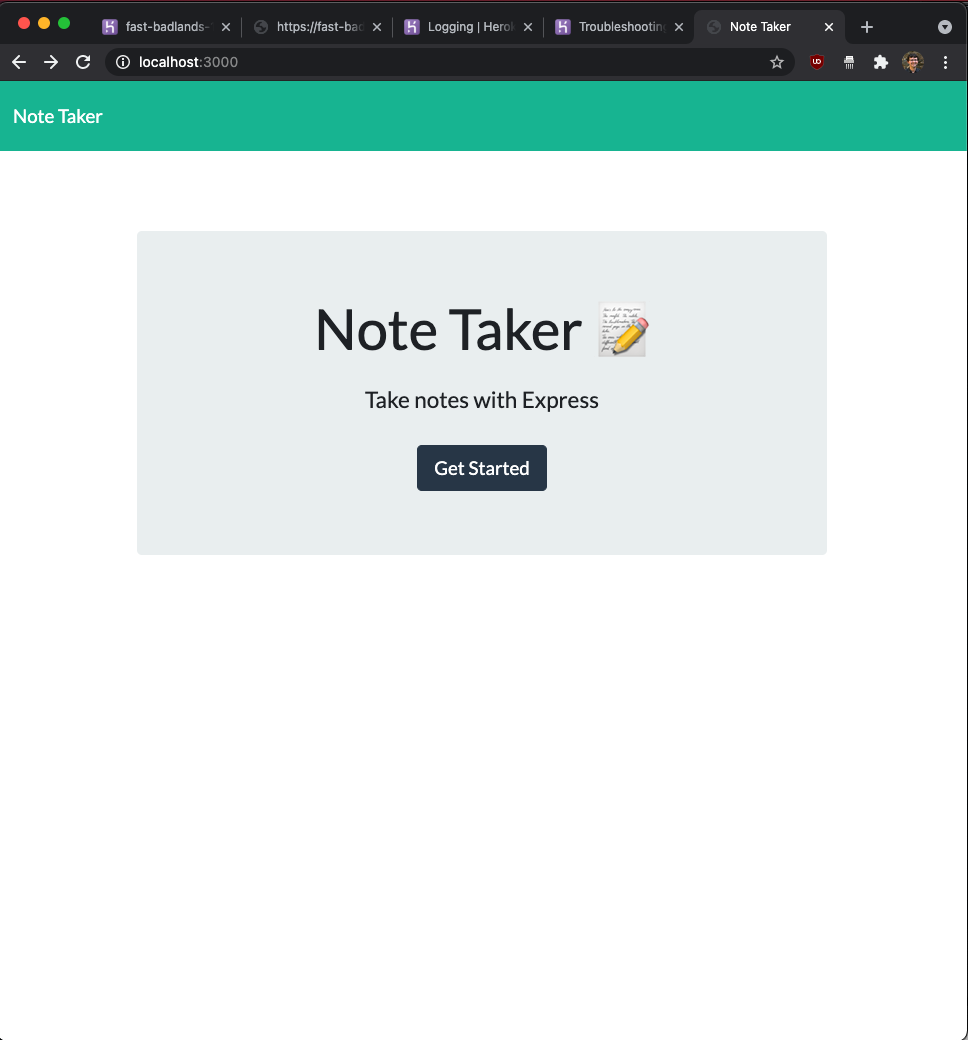 fast-badlands-
https://fast-bad
Logging | Hero
Troubleshooting
Note Taker
localhost:3000
Note Taker
Note Taker
Take notes with Express
Get Started